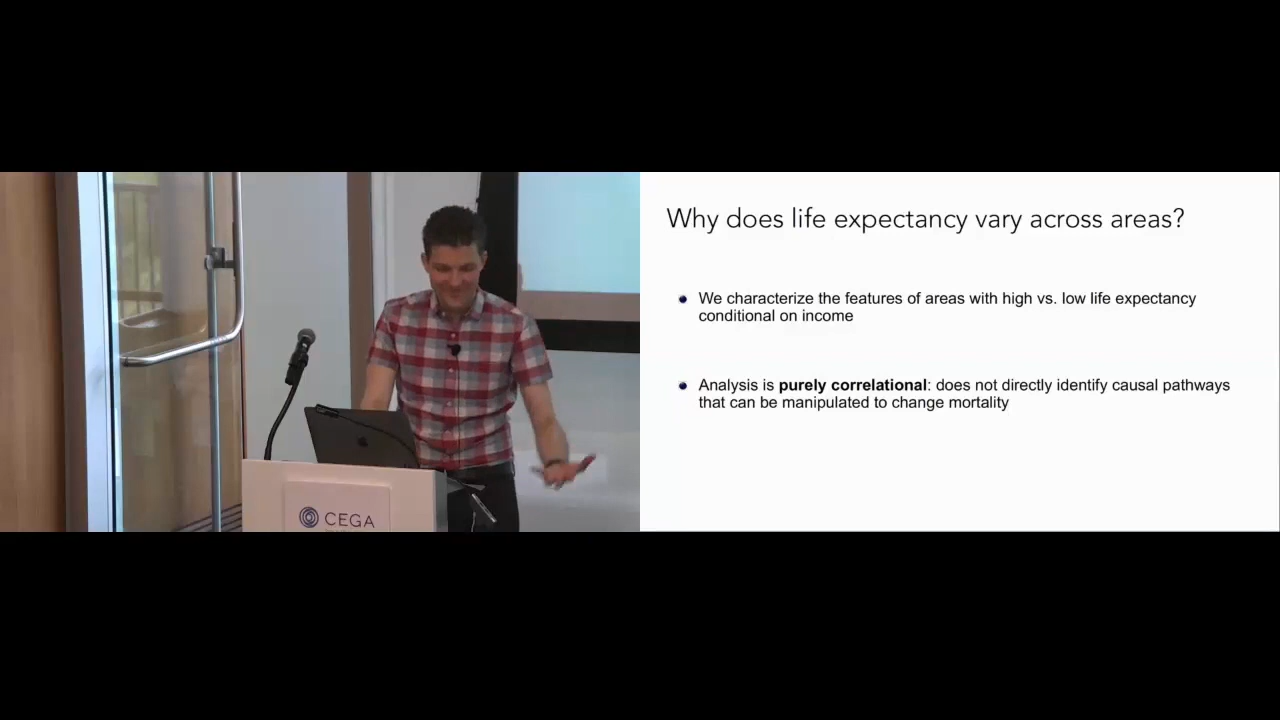 Why does life expectancy vary across areas?
We characterize the features of areas with high vs. low life expectancy
conditional on income
Analysis is purely correlational: does not directly identify causal pathways
that can be manipulated to change mortality
CEGA